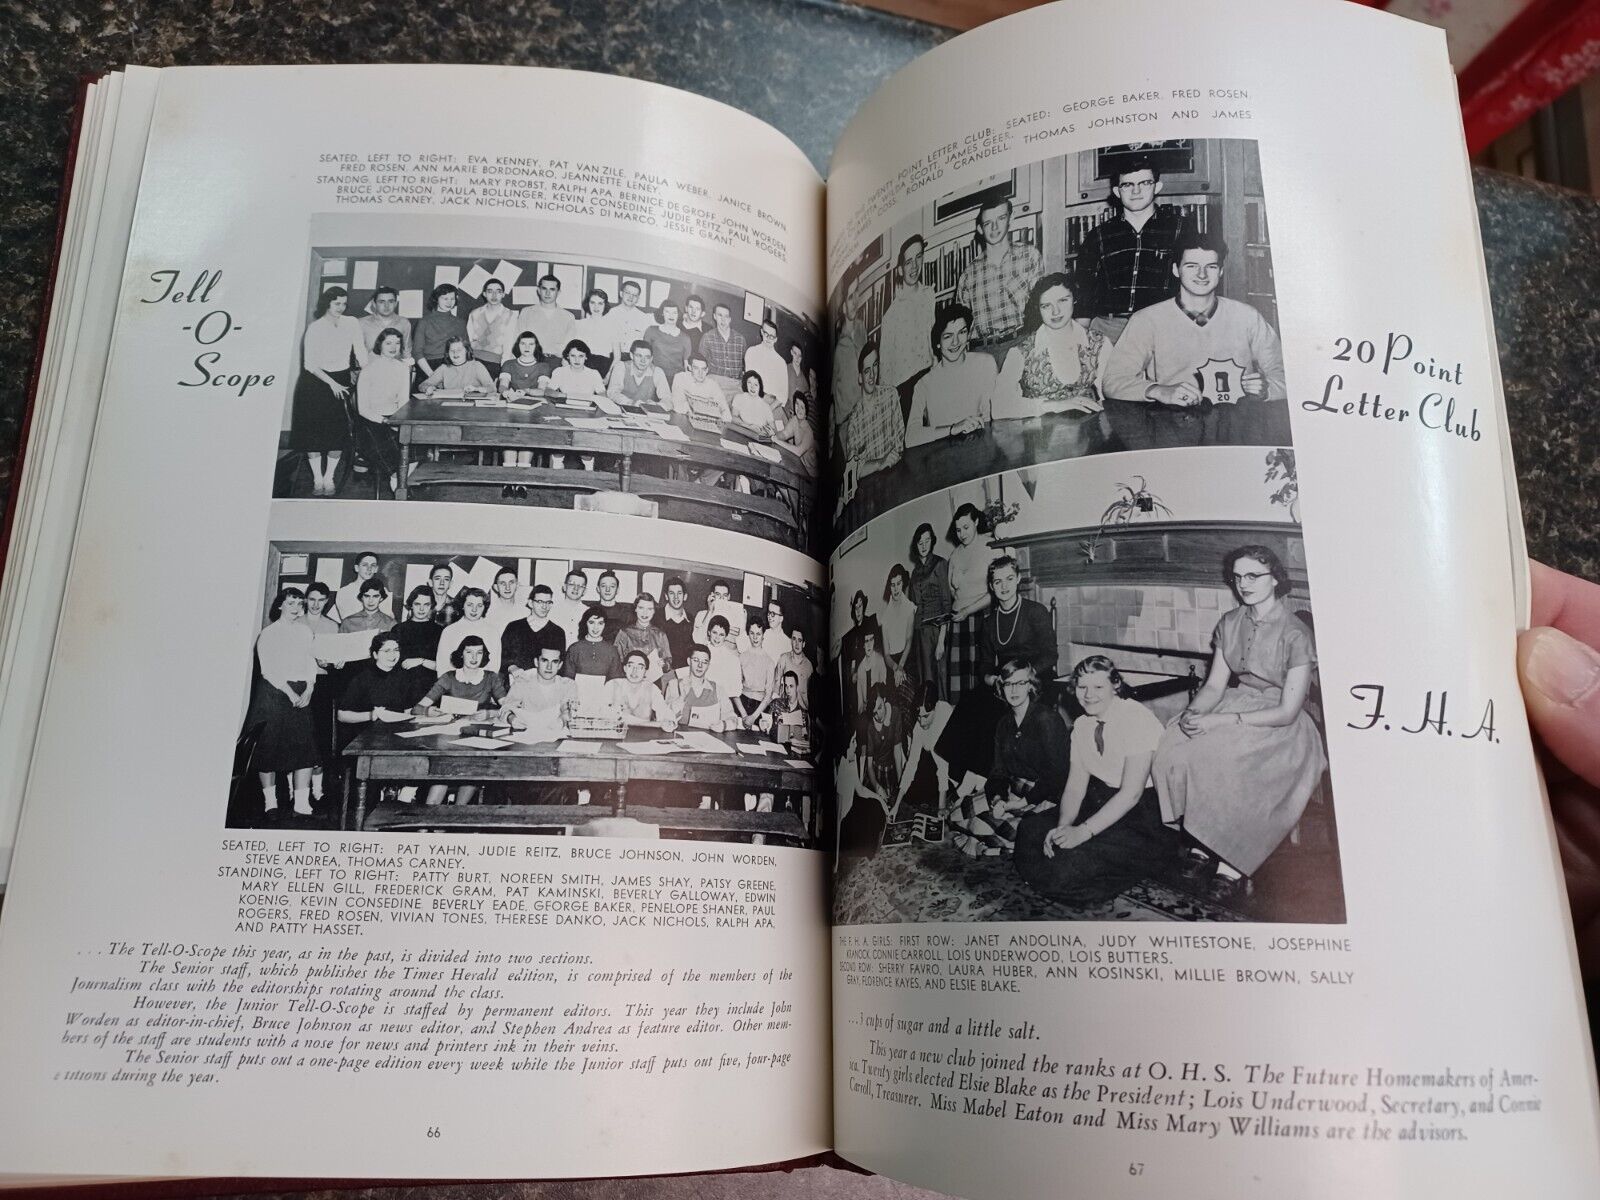 SEATED, LEFT TO RIGHT: EVA KENNEY, PAT VANZILE, PAULA WEBER, JANICE BROWN,
FRED ROSEN, ANN MARIE BORDONARO, JEANNETTE LENEY.
STANDNG, LEFT TO RIGHT: MARY PROBST, RALPH APA, BERNICE DE GROFF, JOHN WORDEN
BRUCE JOHNSON, PAULA BOLLINGER, KEVIN CONSEDINE, JUDIE REITZ, PAUL ROGERS,
THOMAS CARNEY, JACK NICHOLS, NICHOLAS DI MARCO, JESSIE GRANT.
Tell
-O-
Scope
SEATED, LEFT TO RIGHT: PAT YAHN, JUDIE REITZ, BRUCE JOHNSON, JOHN WORDEN,
STEVE ANDREA, THOMAS CARNEY.
STANDING, LEFT TO RIGHT: PATTY BURT, NOREEN SMITH, JAMES SHAY, PATSY GREENE,
MARY ELLEN GILL, FREDERICK GRAM, PAT KAMINSKI, BEVERLY GALLOWAY, EDWIN
KOENIG, KEVIN CONSEDINE, BEVERLY EADE, GEORGE BAKER, PENELOPE SHANER, PAUL
ROGERS, FRED ROSEN, VIVIAN TONES, THERESE DANKO, JACK NICHOLS, RALPH APA,
AND PATTY HASSET.
. . . The Tell-O-Scope this year, as in the past, is divided into two sections.
The Senior staff, which publishes the Times Herald edition, is comprised of the members of the
Journalism class with the editorships rotating around the class.
However, the Junior Tell-O-Scope is staffed by permanent editors. This year they include John
Worden as editor-in-chief, Bruce Johnson as news editor, and Stephen Andrea as feature editor. Other mem-
bers of the staff are students with a nose for news and printers ink in their veins.
The Senior staff puts out a one-page edition every week while the Junior staff puts out five, four-page
editions during the year.
66
THE TWENTY POINT LETTER CLUB: SEATED: GEORGE BAKER, FRED ROSEN,
WILDA SCOTT, JAMES GEER,
COSS, RONALD CRANDELL, THOMAS JOHNSTON AND JAMES
20
20 Point
Letter Club
F. H. A.
THE F. H. A. GIRLS: FIRST ROW: JANET ANDOLINA, JUDY WHITESTONE, JOSEPHINE
KRANOCK, CONNIE CARROLL, LOIS UNDERWOOD, LOIS BUTTERS.
SECOND ROW: SHERRY FAVRO, LAURA HUBER, ANN KOSINSKI, MILLIE BROWN, SALLY
GRAY, FLORENCE KAYES, AND ELSIE BLAKE.
...3 cups of sugar and a little salt.
This year a new club joined the ranks at O. H. S. The Future Homemakers of Amer-
ica. Twenty girls elected Elsie Blake as the President; Lois Underwood, Secretary, and Connie
Carroll, Treasurer. Miss Mabel Eaton and Miss Mary Williams are the advisors.
67